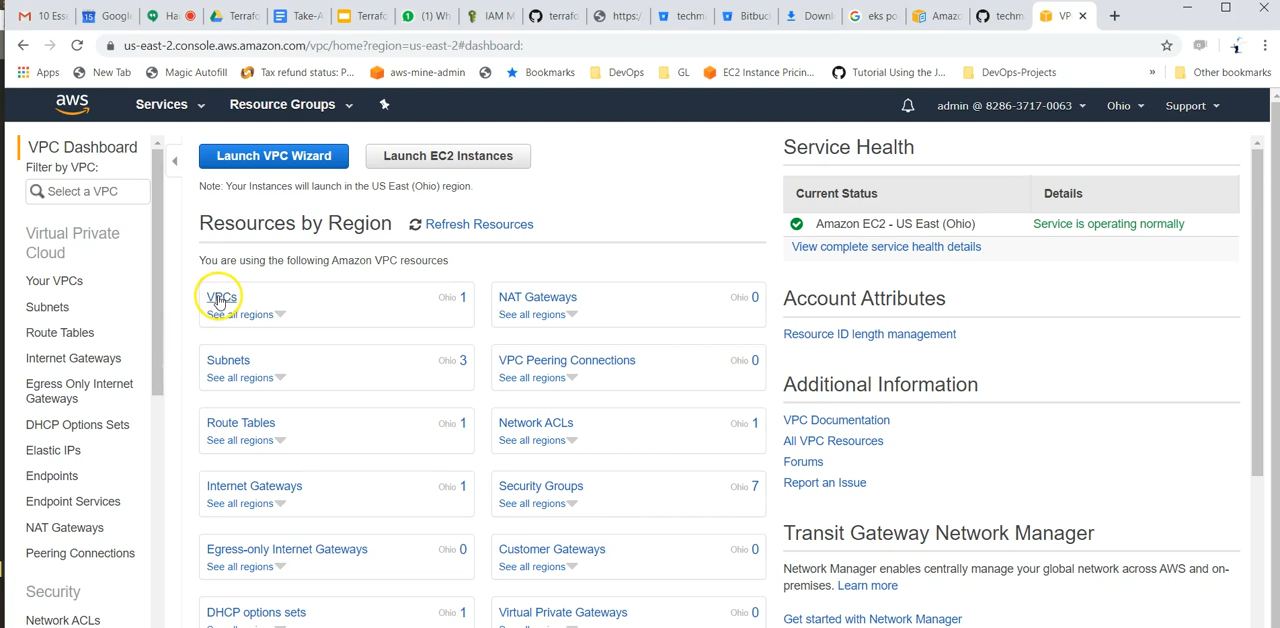 10 Esse
Google
Ha
Terrafo
Take-A
Terrafo
(1) Wh
IAM M
terrafo
https:/
techm
Bitbuc
Downl
eks po
Amazo
techm
VP
us-east-2.console.aws.amazon.com/vpc/home?region=us-east-2#dashboard:
Apps
New Tab
Magic Autofill
Tax refund status: P...
aws-mine-admin
Bookmarks
DevOps
GL
EC2 Instance Pricin...
Tutorial Using the J...
DevOps-Projects
»
Other bookmarks
aws
Services
Resource Groups
admin @ 8286-3717-0063
Ohio
Support
VPC Dashboard
Filter by VPC:
Select a VPC
Virtual Private
Cloud
Your VPCs
Subnets
Route Tables
Internet Gateways
Egress Only Internet
Gateways
DHCP Options Sets
Elastic IPs
Endpoints
Endpoint Services
NAT Gateways
Peering Connections
Security
Network ACLs
Launch VPC Wizard
Launch EC2 Instances
Note: Your Instances will launch in the US East (Ohio) region.
Resources by Region
Refresh Resources
You are using the following Amazon VPC resources
VPCs Ohio 1
See all regions
NAT Gateways Ohio 0
See all regions
Subnets Ohio 3
See all regions
VPC Peering Connections Ohio 0
See all regions
Route Tables Ohio 1
See all regions
Network ACLs Ohio 1
See all regions
Internet Gateways Ohio 1
See all regions
Security Groups Ohio 7
See all regions
Egress-only Internet Gateways Ohio 0
See all regions
Customer Gateways Ohio 0
See all regions
DHCP options sets Ohio 1
Virtual Private Gateways Ohio 0
Service Health
Current Status
Details
Amazon EC2 - US East (Ohio)
Service is operating normally
View complete service health details
Account Attributes
Resource ID length management
Additional Information
VPC Documentation
All VPC Resources
Forums
Report an Issue
Transit Gateway Network Manager
Network Manager enables centrally manage your global network across AWS and on-
premises. Learn more
Get started with Network Manager